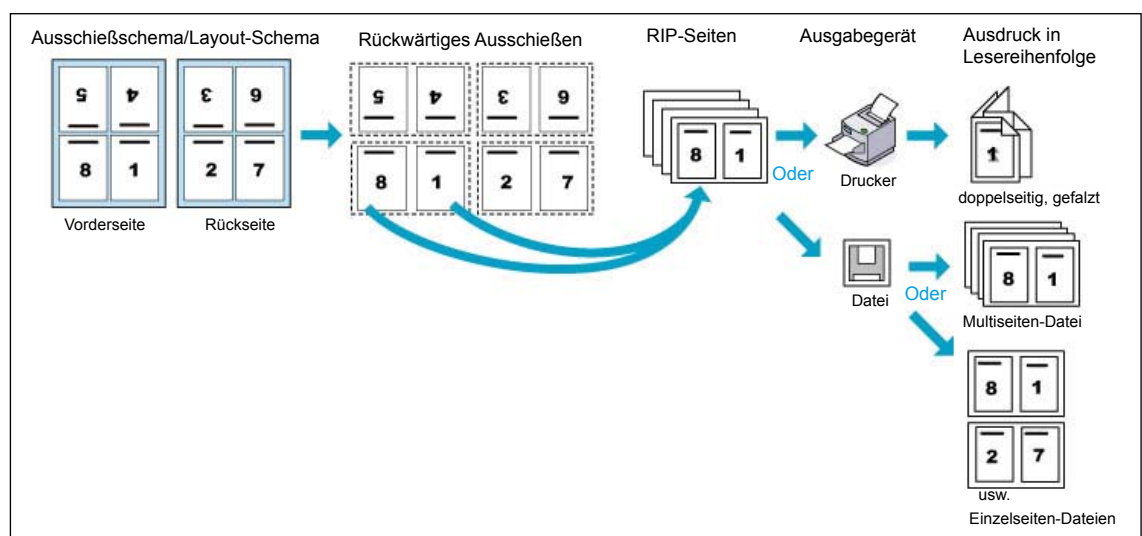 Ausschießschema/Layout-Schema
Rückwärtiges Ausschießen
RIP-Seiten
Ausgabegerät
Ausdruck in
Lesereihenfolge
5 4
3 6
8 1
2 7
Vorderseite
Rückseite
5 4
3 6
8 1
2 7
8 1
Oder
Drucker
1
doppelseitig, gefalzt
Datei
Oder
8 1
Multiseiten-Datei
8 1
2 7
usw.
Einzelseiten-Dateien